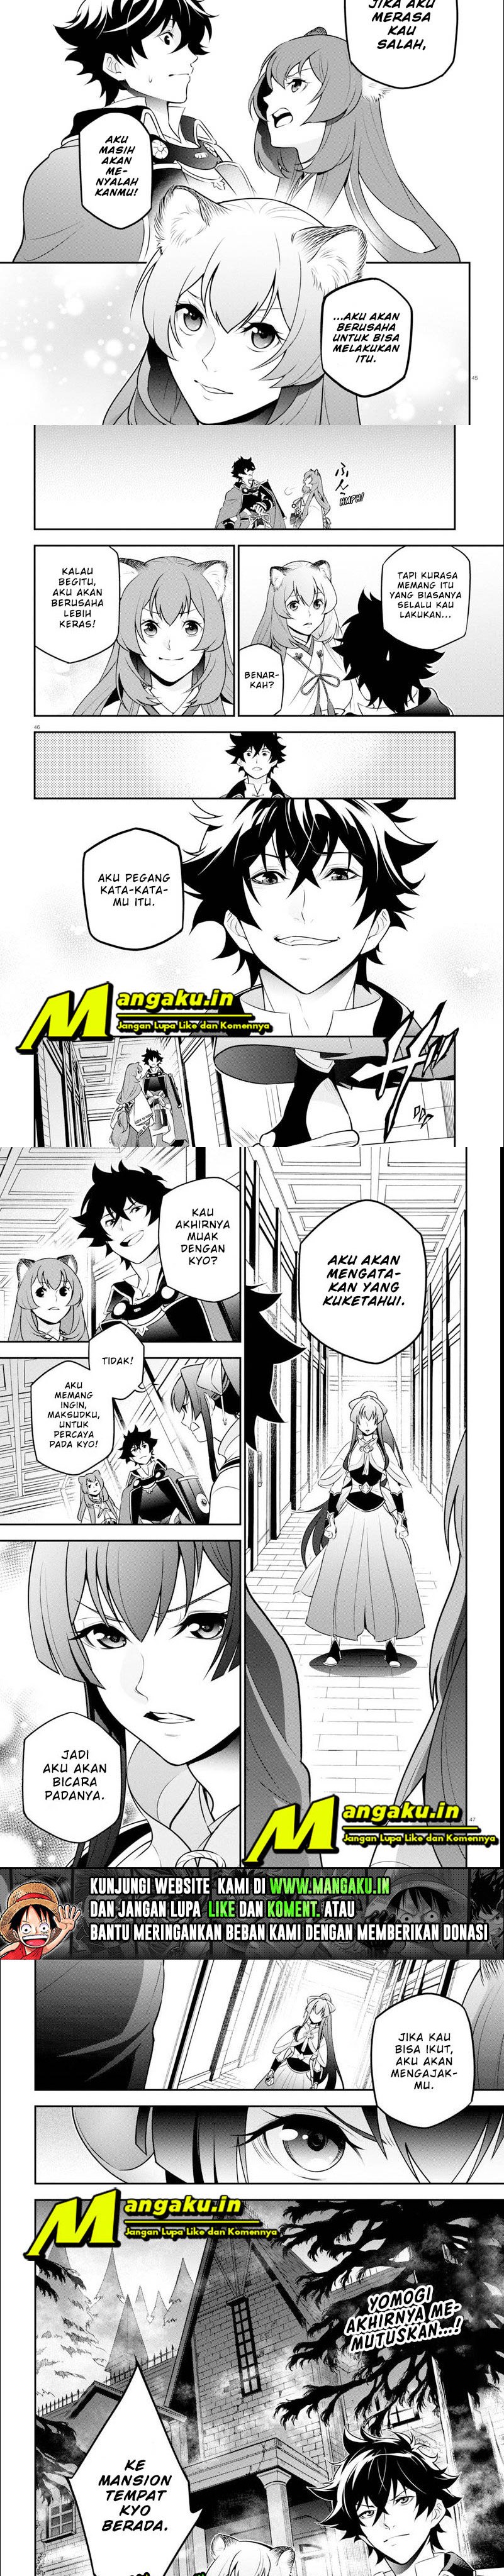 JIKA AKU
MERASA
KAU
SALAH,
AKU
MASIH
AKAN
ME-
NYALAH
KANMU!
...AKU AKAN
BERUSAHA
UNTUK BISA
MELAKUKAN
ITU.
45
ふん
HMPH!
TAPI KURASA
MEMANG ITU
YANG BIASANYA
SELALU KAU
LAKUKAN...
BENAR-
KAH?
KALAU
BEGITU,
AKU AKAN
BERUSAHA
LEBIH
KERAS!
46
AKU PEGANG
KATA-KATA-
MU ITU.
Mangaku.in
Jangan Lupa Like dan Komennya
AKU AKAN
MENGATA-
KAN YANG
KUKETAHUI.
KAU
AKHIRNYA
MUAK
DENGAN
KYO?
TIDAK!
AKU
MEMANG
INGIN,
MAKSUDKU,
UNTUK
PERCAYA
PADA KYO!
JADI
AKU AKAN
BICARA
PADANYA.
47
Mangaku.in
Jangan Lupa Like dan Komennya
KUNJUNGI WEBSITE KAMI DI WWW.MANGAKU.IN
DAN JANGAN LUPA LIKE DAN KOMENT. ATAU
BANTU MERINGANKAN BEBAN KAMI DENGAN MEMBERIKAN DONASI
JIKA KAU
BISA IKUT,
AKU AKAN
MENGAJAK-
MU.
Mangaku.in
Jangan Lupa Like dan Komennya
YOMOGI
AKHIRNYA ME-
MUTUSKAN...!
KE
MANSION
TEMPAT
KYO
BERADA.